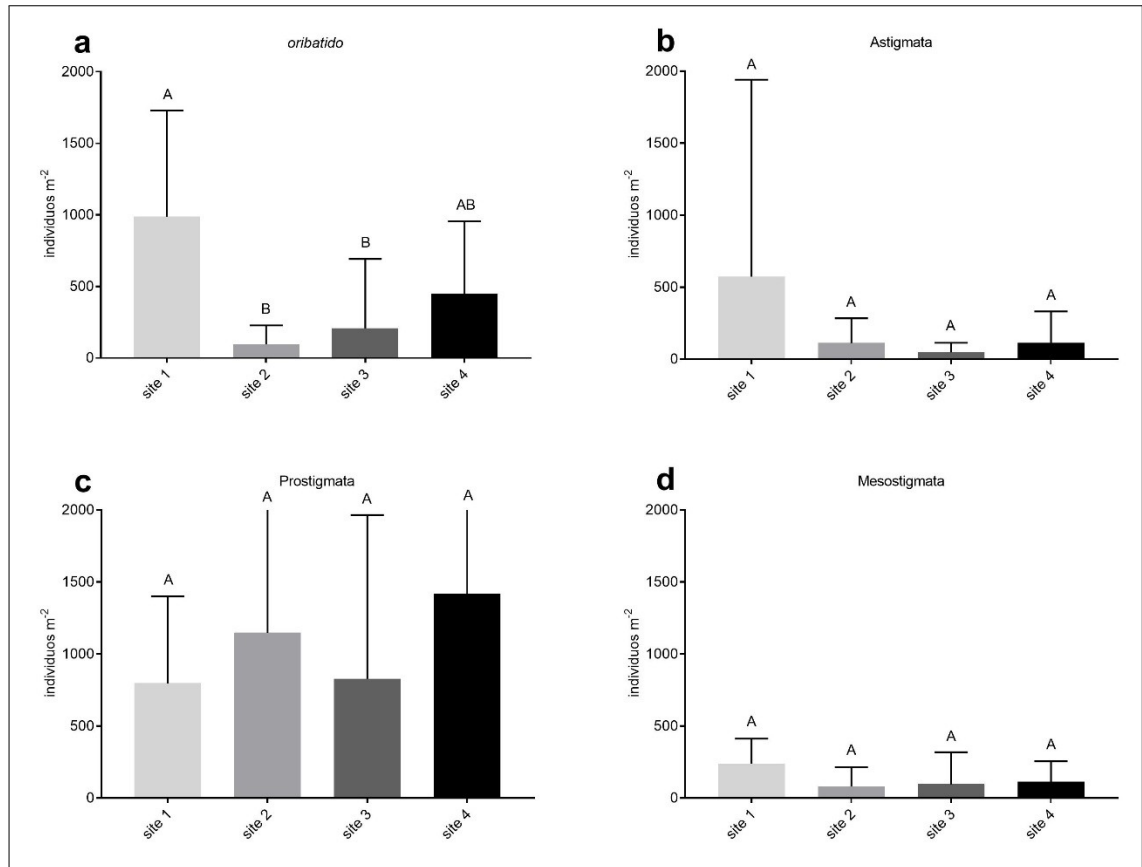 a
oribatido
individuos m-2
2000
1500
1000
500
0
A
B
B
AB
site 1
site 2
site 3
site 4
b
Astigmata
individuos m-2
2000
1500
1000
500
0
A
A
A
A
site 1
site 2
site 3
site 4
c
Prostigmata
individuos m-2
2000
1500
1000
500
0
A
A
A
A
site 1
site 2
site 3
site 4
d
Mesostigmata
individuos m-2
2000
1500
1000
500
0
A
A
A
A
site 1
site 2
site 3
site 4